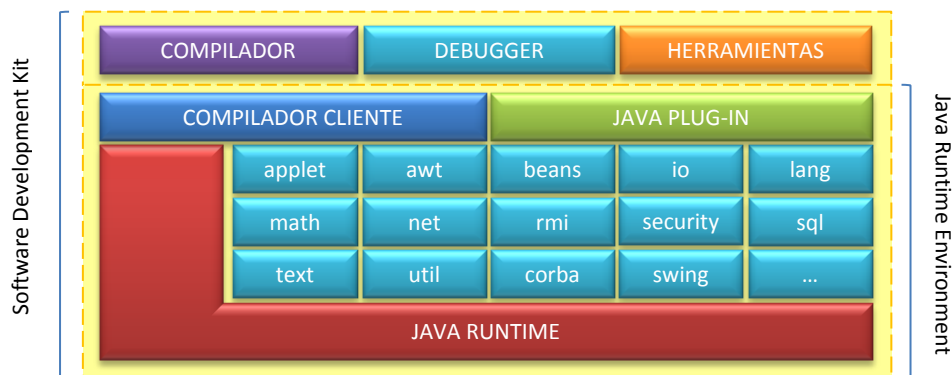 Software Development Kit
COMPILADOR
DEBUGGER
HERRAMIENTAS
COMPILADOR CLIENTE
JAVA PLUG-IN
applet
awt
beans
io
lang
math
net
rmi
security
sql
text
util
corba
swing
...
JAVA RUNTIME
Java Runtime Environment